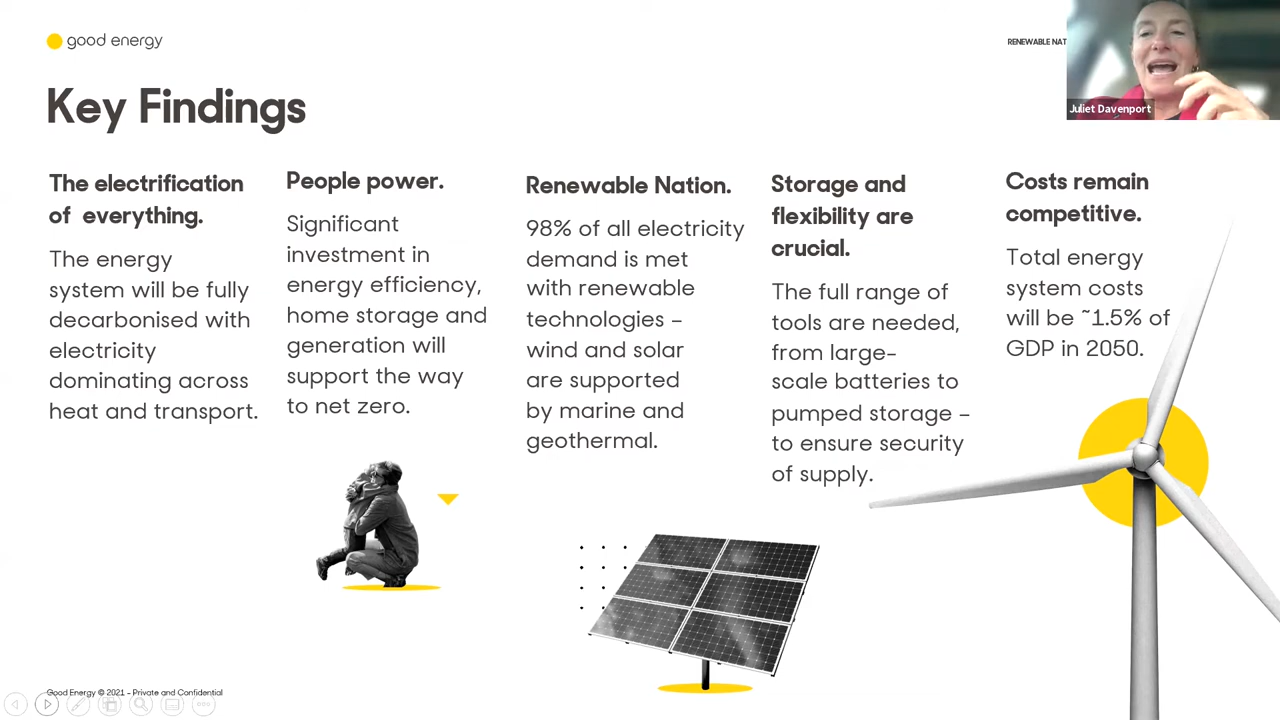 good energy
RENEWABLE NAT
Juliet Davenport
Key Findings
The electrification
of everything.
The energy
system will be fully
decarbonised with
electricity
dominating across
heat and transport.
People power.
Significant
investment in
energy efficiency,
home storage and
generation will
support the way
to net zero.
Renewable Nation.
98% of all electricity
demand is met
with renewable
technologies –
wind and solar
are supported
by marine and
geothermal.
Storage and
flexibility are
crucial.
The full range of
tools are needed,
from large-
scale batteries to
pumped storage –
to ensure security
of supply.
Costs remain
competitive.
Total energy
system costs
will be ~1.5% of
GDP in 2050.
Good Energy © 2021 - Private and Confidential